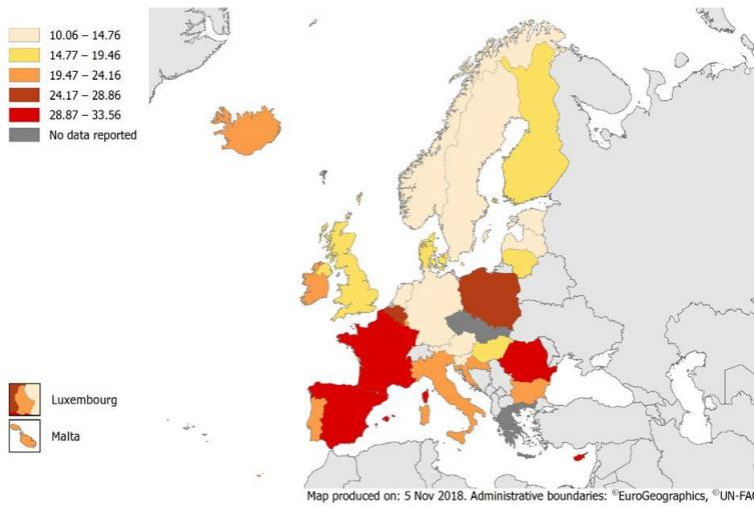 10.06 – 14.76
14.77 – 19.46
19.47 – 24.16
24.17 – 28.86
28.87 – 33.56
No data reported
Luxembourg
Malta
Map produced on: 5 Nov 2018. Administrative boundaries: ©EuroGeographics, ©UN-FAO